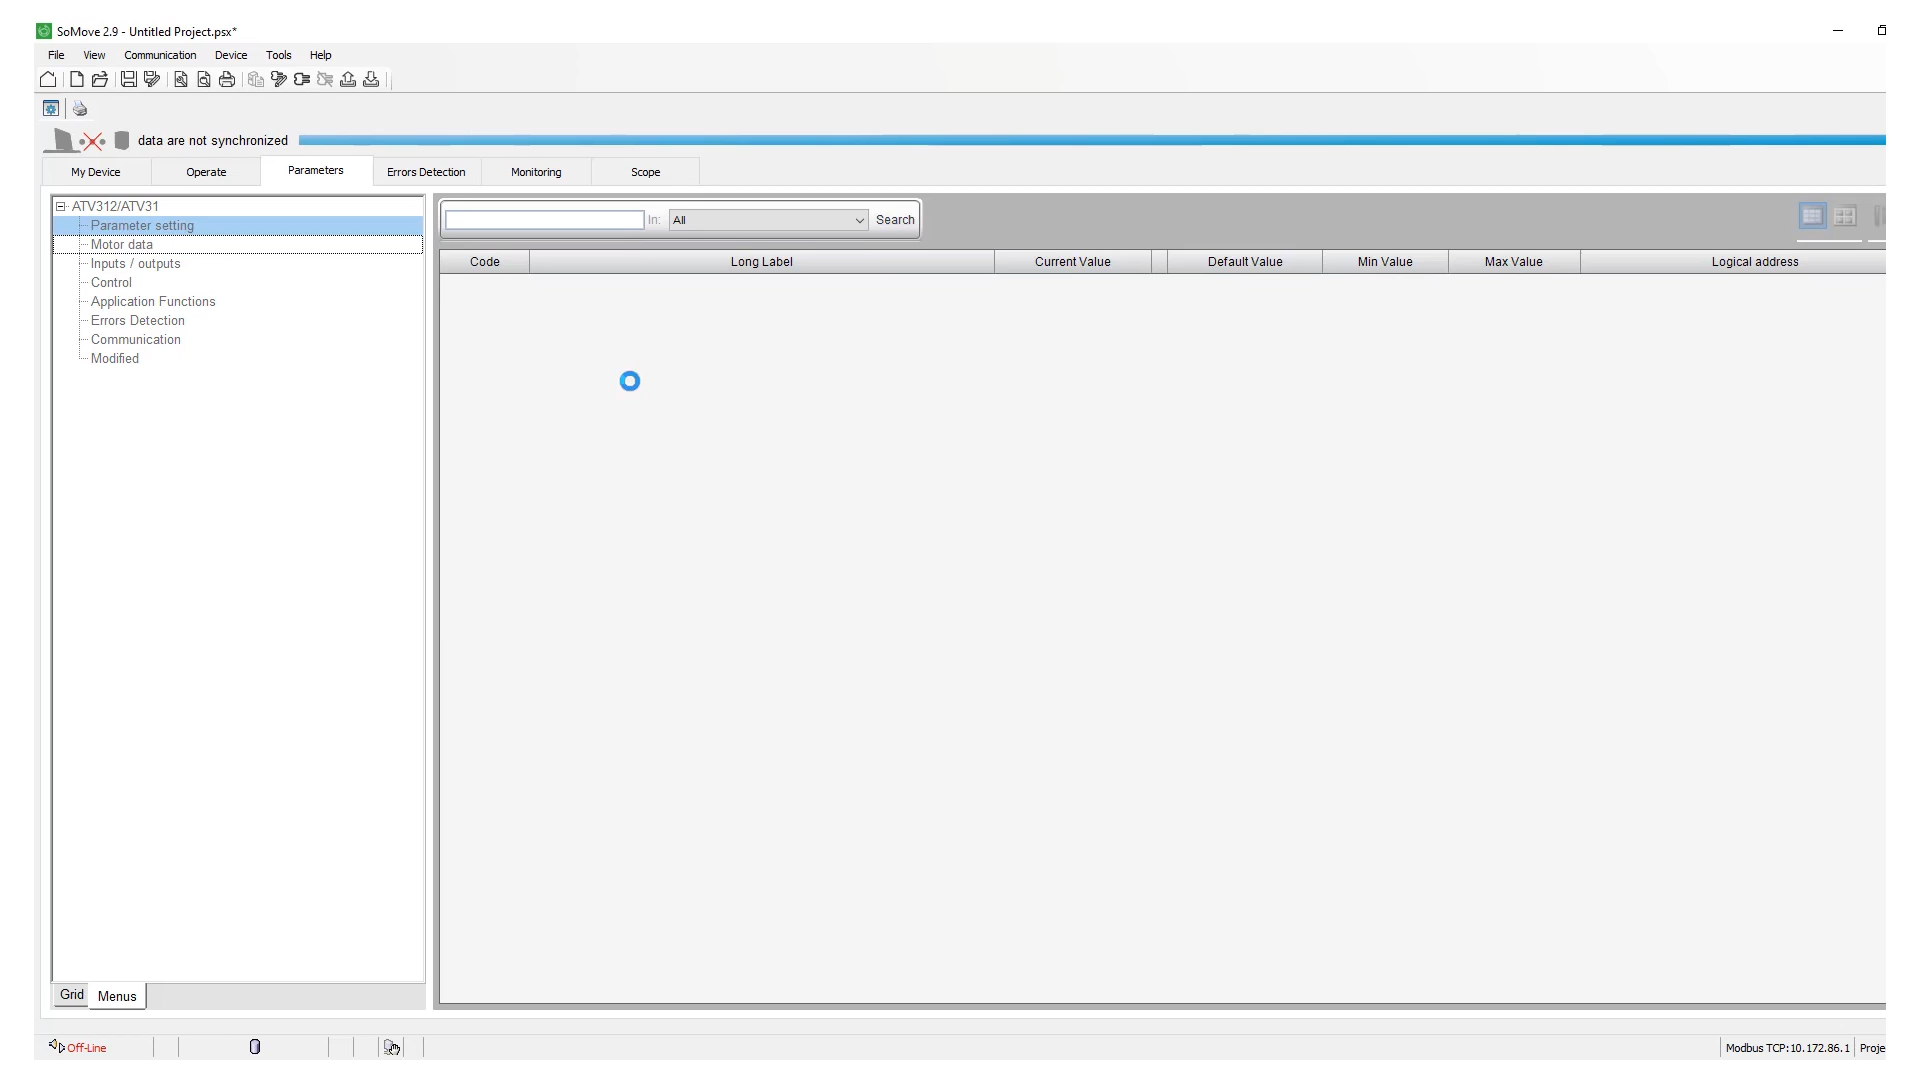 SoMove 2.9 - Untitled Project.psx*
File View Communication Device Tools Help
data are not synchronized
My Device Operate Parameters Errors Detection Monitoring Scope
ATV312/ATV31
Parameter setting
Motor data
Inputs / outputs
Control
Application Functions
Errors Detection
Communication
Modified
In: All Search
Code Long Label Current Value Default Value Min Value Max Value Logical address
Grid Menus
Off-Line
Modbus TCP:10.172.86.1 Proje